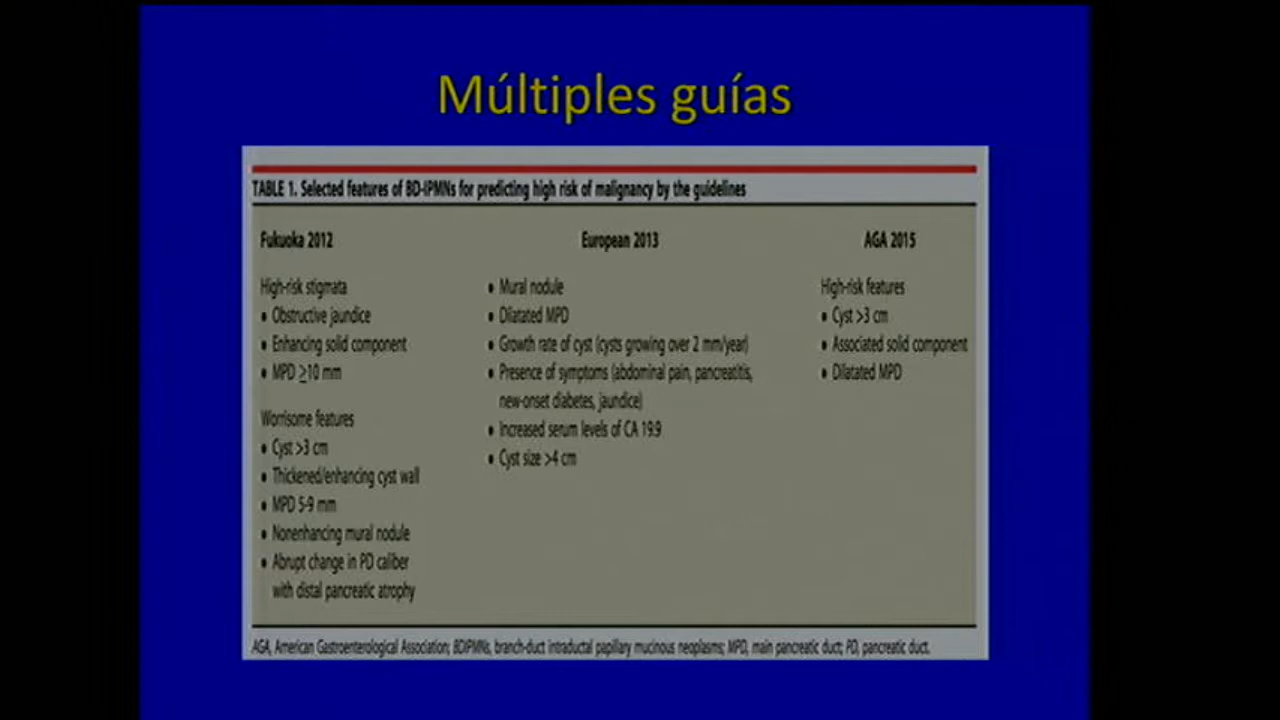 Múltiples guías
TABLE 1. Selected features of BD-IPMNs for predicting high risk of malignancy by the guidelines
Fukuoka 2012
High-risk stigmata
• Obstructive jaundice
• Enhancing solid component
• MPD ≥10 mm
Worrisome features
• Cyst >3 cm
• Thickened/enhancing cyst wall
• MPD 5-9 mm
• Nonenhancing mural nodule
• Abrupt change in PD caliber
with distal pancreatic atrophy
European 2013
• Mural nodule
• Dilatated MPD
• Growth rate of cyst (cysts growing over 2 mm/year)
• Presence of symptoms (abdominal pain, pancreatitis,
new-onset diabetes, jaundice)
• Increased serum levels of CA 19.9
• Cyst size >4 cm
AGA 2015
High-risk features
• Cyst >3 cm
• Associated solid component
• Dilatated MPD
AGA, American Gastroenterological Association; BDIPMNs, branch-duct intraductal papillary mucinous neoplasms; MPD, main pancreatic duct; PD, pancreatic duct.